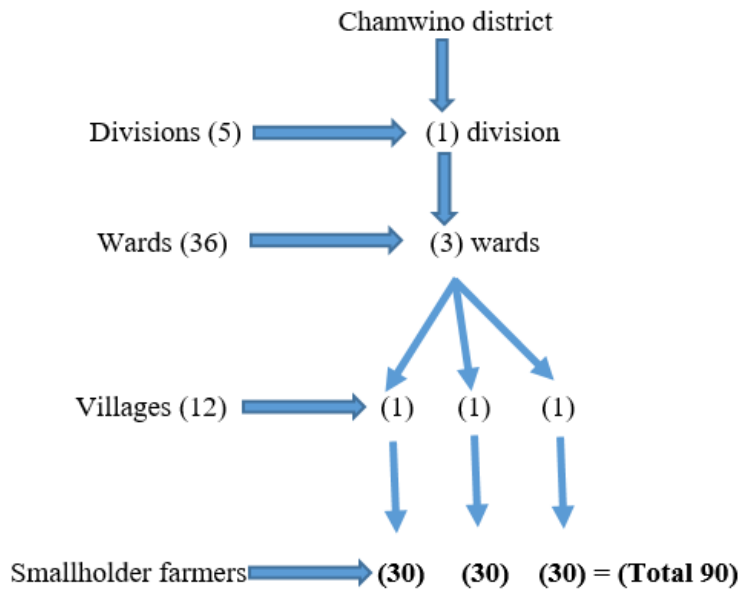 Chamwino district
Divisions (5) (1) division
Wards (36) (3) wards
Villages (12) (1) (1) (1)
Smallholder farmers (30) (30) (30) = (Total 90)